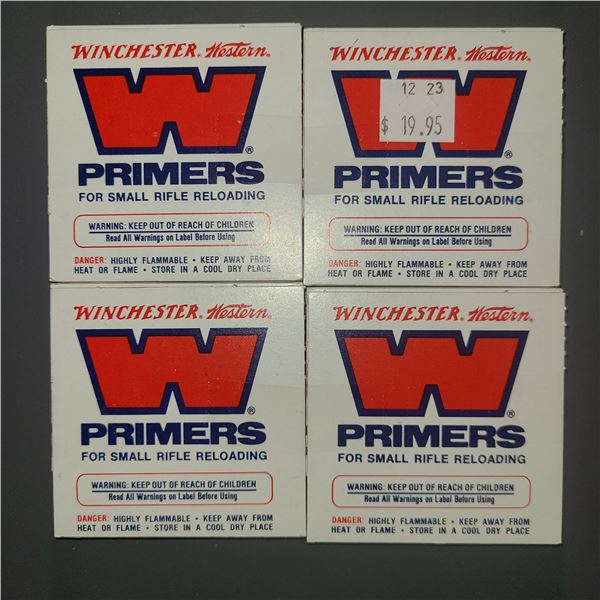 WINCHESTER® Western®
W®
PRIMERS
FOR SMALL RIFLE RELOADING
WARNING: KEEP OUT OF REACH OF CHILDREN
Read All Warnings on Label Before Using
DANGER: HIGHLY FLAMMABLE • KEEP AWAY FROM
HEAT OR FLAME • STORE IN A COOL DRY PLACE
WINCHESTER® Western®
12 23
$ 19.95
W®
PRIMERS
FOR SMALL RIFLE RELOADING
WARNING: KEEP OUT OF REACH OF CHILDREN
Read All Warnings on Label Before Using
DANGER: HIGHLY FLAMMABLE • KEEP AWAY FROM
HEAT OR FLAME • STORE IN A COOL DRY PLACE
WINCHESTER® Western®
W®
PRIMERS
FOR SMALL RIFLE RELOADING
WARNING: KEEP OUT OF REACH OF CHILDREN
Read All Warnings on Label Before Using
DANGER: HIGHLY FLAMMABLE • KEEP AWAY FROM
HEAT OR FLAME • STORE IN A COOL DRY PLACE
WINCHESTER® Western®
W®
PRIMERS
FOR SMALL RIFLE RELOADING
WARNING: KEEP OUT OF REACH OF CHILDREN
Read All Warnings on Label Before Using
DANGER: HIGHLY FLAMMABLE • KEEP AWAY FROM
HEAT OR FLAME • STORE IN A COOL DRY PLACE